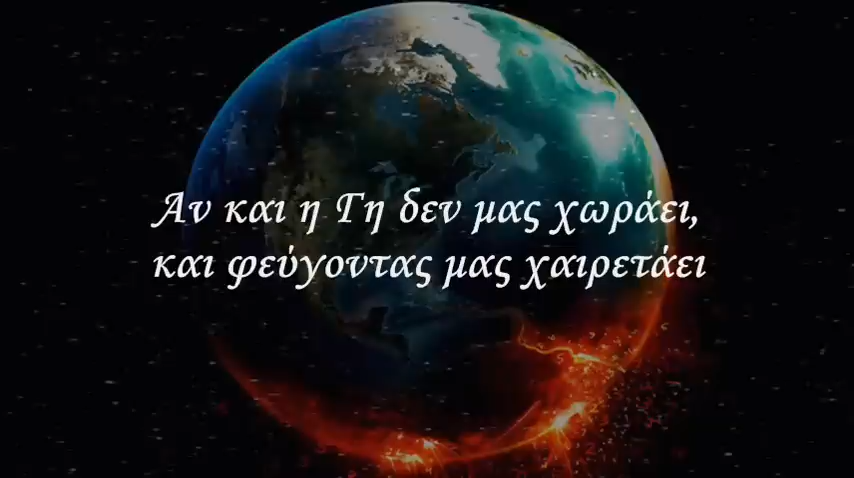 Αν και η Γη δεν μας χωράει,
και φεύγοντας μας χαιρετάει